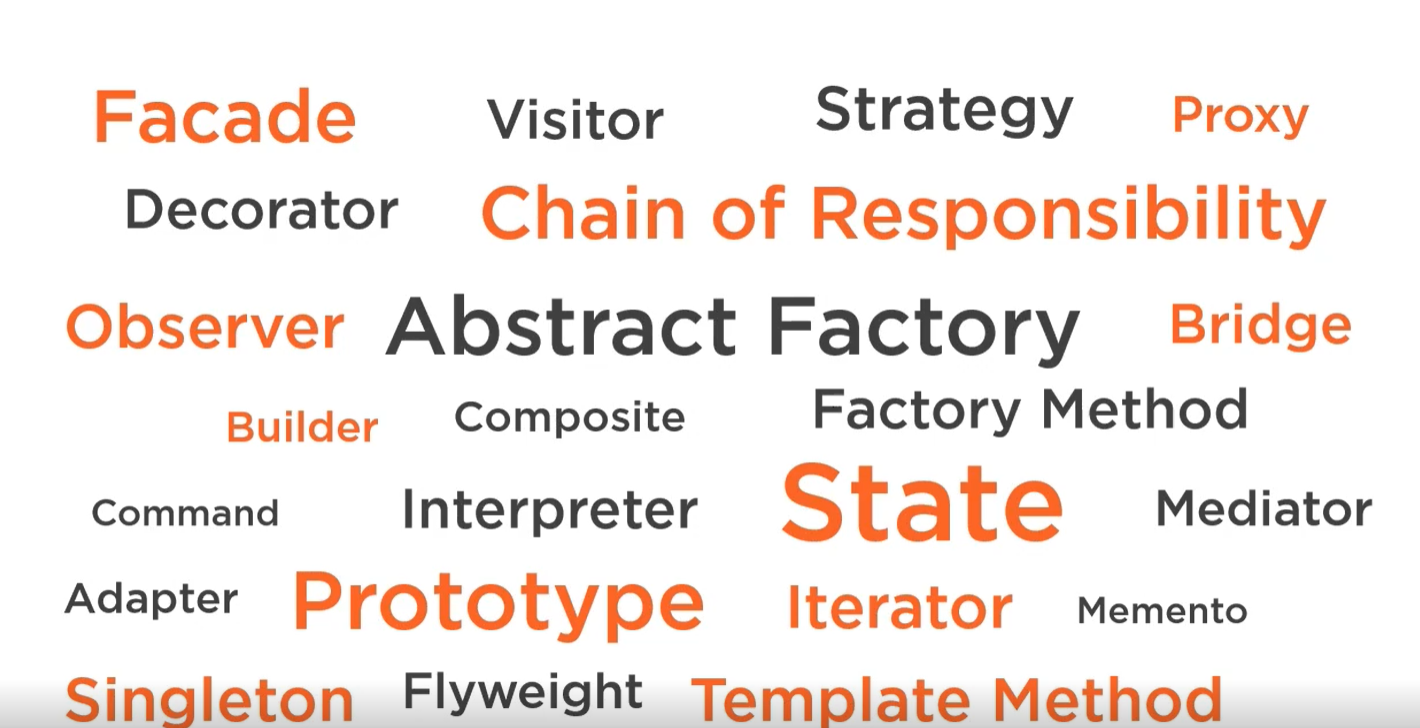 Facade Visitor Strategy Proxy
Decorator Chain of Responsibility
Observer Abstract Factory Bridge
Builder Composite Factory Method
Command Interpreter State Mediator
Adapter Prototype Iterator Memento
Singleton Flyweight Template Method